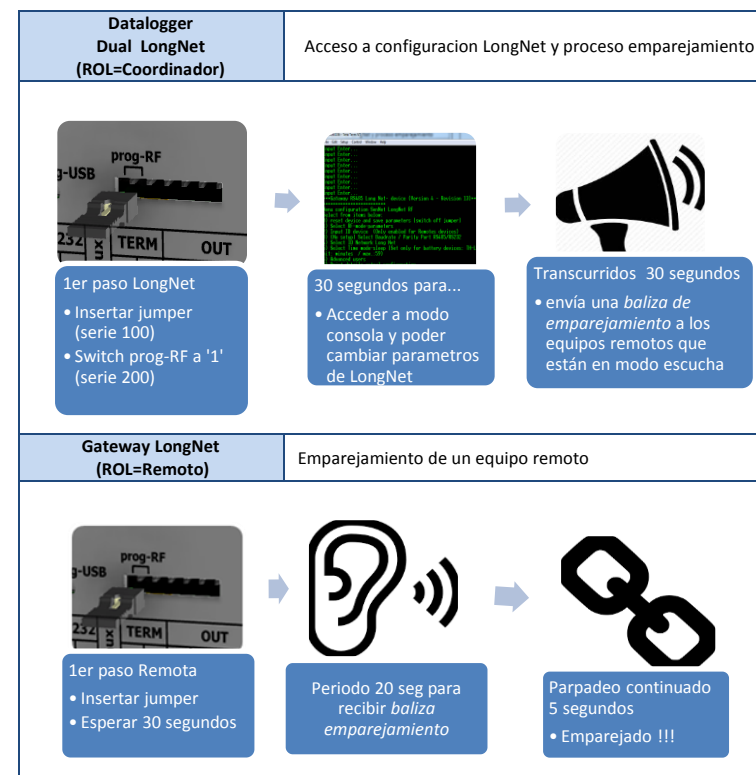 Datalogger
Dual LongNet
(ROL=Coordinador)
Acceso a configuracion LongNet y proceso emparejamiento
prog-RF
-USB
232
TERM
OUT
1er paso LongNet
• Insertar jumper
(serie 100)
• Switch prog-RF a '1'
(serie 200)
30 segundos para...
• Acceder a modo
consola y poder
cambiar parametros
de LongNet
Transcurridos 30 segundos
• envía una baliza de
emparejamiento a los
equipos remotos que
están en modo escucha
Gateway LongNet
(ROL=Remoto)
Emparejamiento de un equipo remoto
prog-RF
-USB
232
TERM
OUT
1er paso Remota
• Insertar jumper
• Esperar 30 segundos
Periodo 20 seg para
recibir baliza
emparejamiento
Parpadeo continuado
5 segundos
• Emparejado !!!